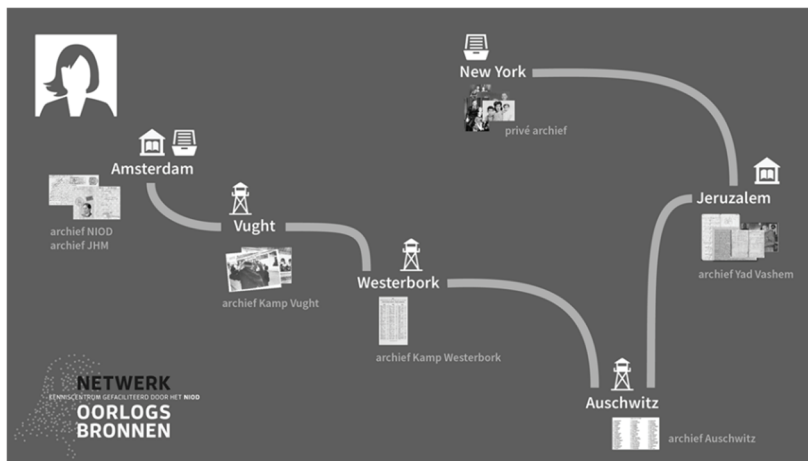 New York
privé archief
Amsterdam
archief NIOD
archief JHM
Vught
archief Kamp Vught
Westerbork
archief Kamp Westerbork
Jeruzalem
archief Yad Vashem
Auschwitz
archief Auschwitz
NETWERK
KENNISCENTRUM GEFACILITEERD DOOR HET NIOD
OORLOGS
BRONNEN